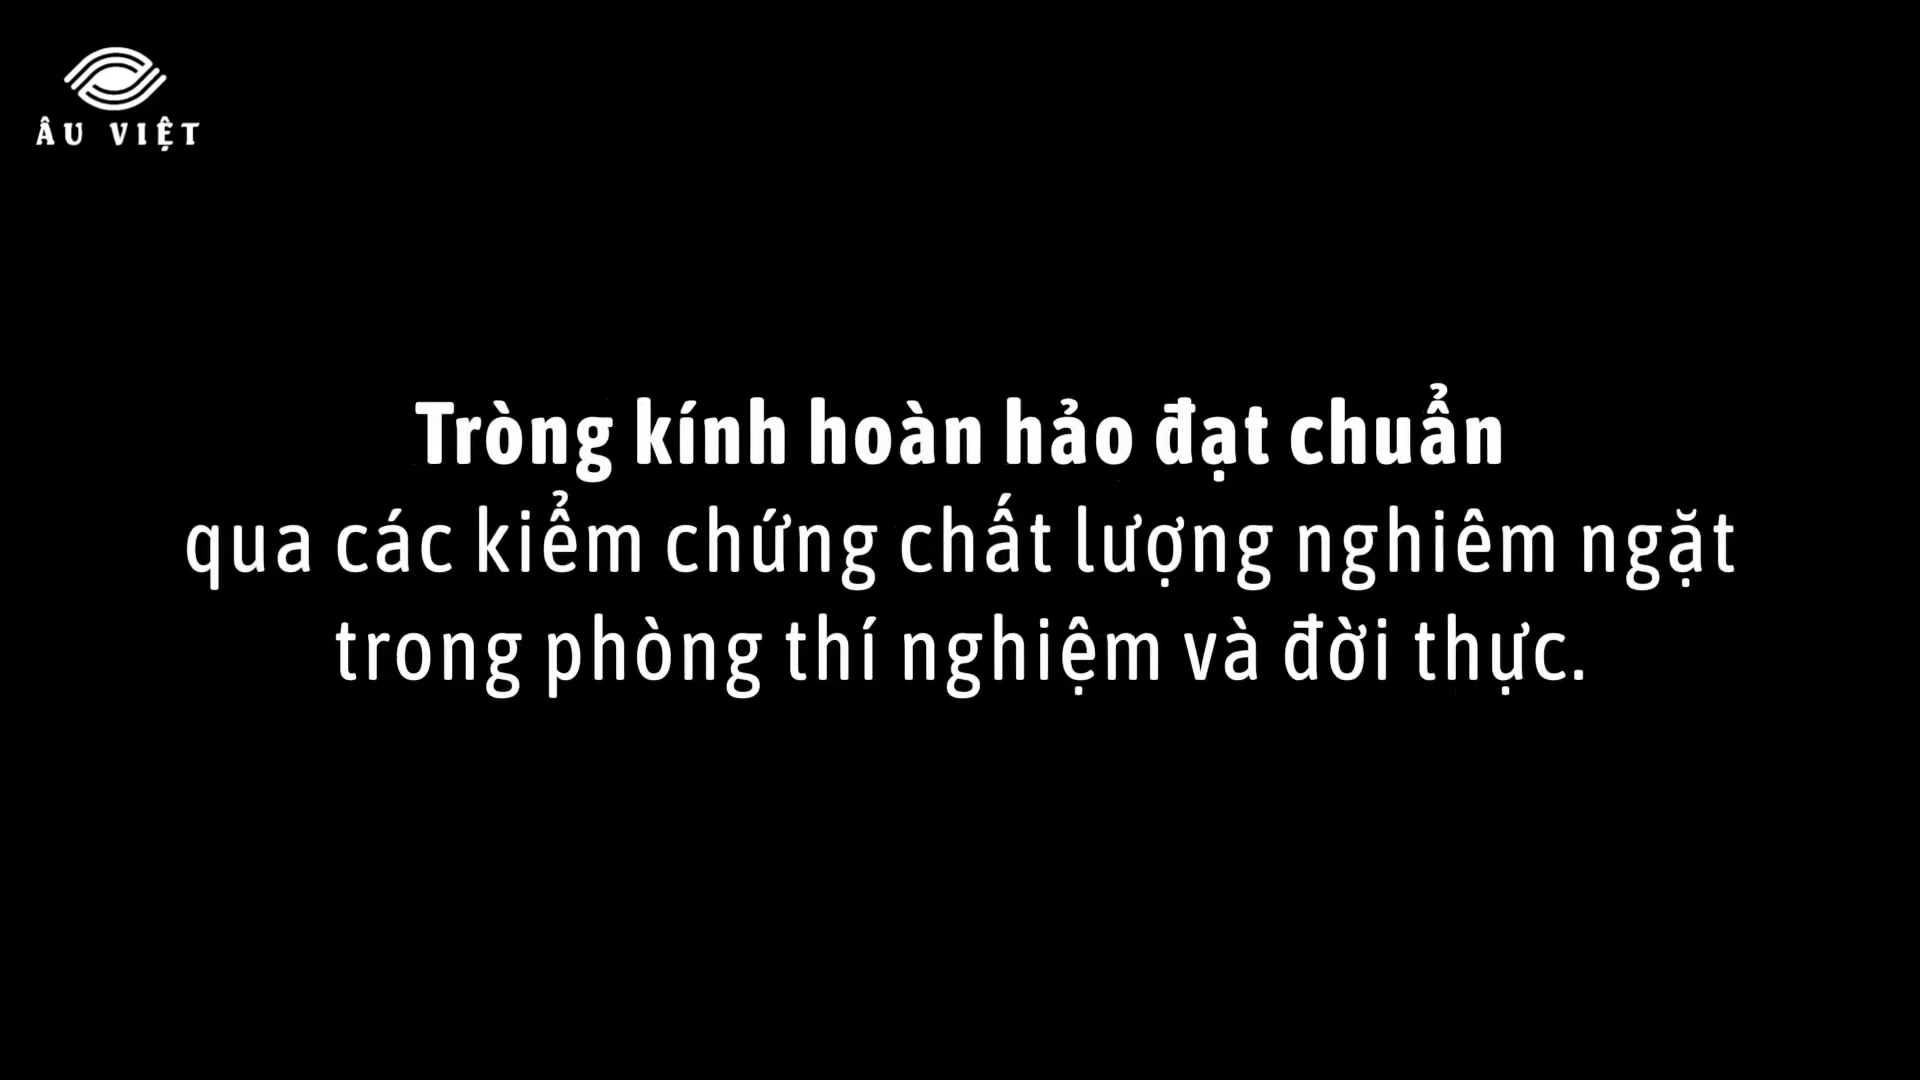 ÂU VIỆT
Tròng kính hoàn hảo đạt chuẩn
qua các kiểm chứng chất lượng nghiêm ngặt
trong phòng thí nghiệm và đời thực.